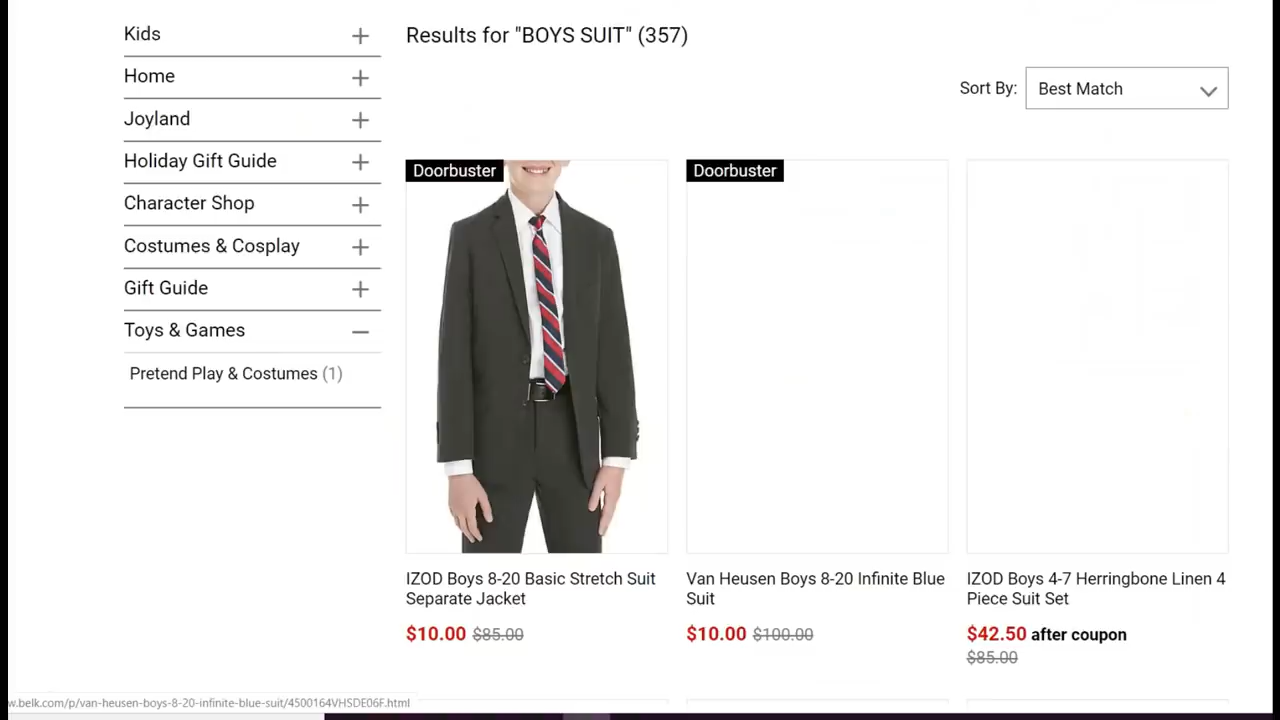 Kids
Home
Joyland
Holiday Gift Guide
Character Shop
Costumes & Cosplay
Gift Guide
Toys & Games
Pretend Play & Costumes (1)
Results for "BOYS SUIT" (357)
Sort By: Best Match
Doorbuster
IZOD Boys 8-20 Basic Stretch Suit
Separate Jacket
$10.00 $85.00
Doorbuster
Van Heusen Boys 8-20 Infinite Blue
Suit
$10.00 $100.00
IZOD Boys 4-7 Herringbone Linen 4
Piece Suit Set
$42.50 after coupon
$85.00
w.belk.com/p/van-heusen-boys-8-20-infinite-blue-suit/4500164VHSDE06F.html